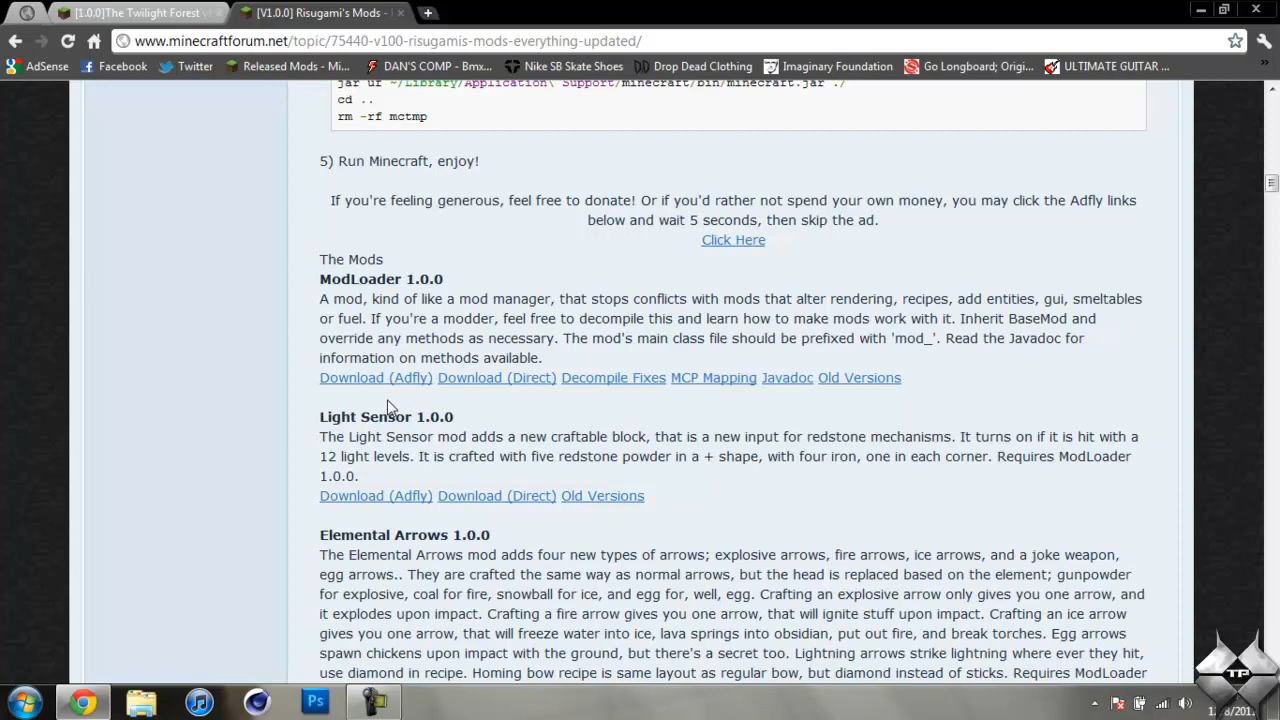 [1.0.0]The Twilight Forest
[V1.0.0] Risugami's Mods -
www.minecraftforum.net/topic/75440-v100-risugamis-mods-everything-updated/
AdSense Facebook Twitter Released Mods - Mi... DAN'S COMP - Bmx... Nike SB Skate Shoes Drop Dead Clothing Imaginary Foundation Go Longboard; Origi... ULTIMATE GUITAR ...
jar uf ~/Library/Application\ Support/minecraft/bin/minecraft.jar ./
cd ..
rm -rf mctmp
5) Run Minecraft, enjoy!
If you're feeling generous, feel free to donate! Or if you'd rather not spend your own money, you may click the Adfly links
below and wait 5 seconds, then skip the ad.
Click Here
The Mods
ModLoader 1.0.0
A mod, kind of like a mod manager, that stops conflicts with mods that alter rendering, recipes, add entities, gui, smeltables
or fuel. If you're a modder, feel free to decompile this and learn how to make mods work with it. Inherit BaseMod and
override any methods as necessary. The mod's main class file should be prefixed with 'mod_'. Read the Javadoc for
information on methods available.
Download (Adfly) Download (Direct) Decompile Fixes MCP Mapping Javadoc Old Versions
Light Sensor 1.0.0
The Light Sensor mod adds a new craftable block, that is a new input for redstone mechanisms. It turns on if it is hit with a
12 light levels. It is crafted with five redstone powder in a + shape, with four iron, one in each corner. Requires ModLoader
1.0.0.
Download (Adfly) Download (Direct) Old Versions
Elemental Arrows 1.0.0
The Elemental Arrows mod adds four new types of arrows; explosive arrows, fire arrows, ice arrows, and a joke weapon,
egg arrows.. They are crafted the same way as normal arrows, but the head is replaced based on the element; gunpowder
for explosive, coal for fire, snowball for ice, and egg for, well, egg. Crafting an explosive arrow only gives you one arrow, and
it explodes upon impact. Crafting a fire arrow gives you one arrow, that will ignite stuff upon impact. Crafting an ice arrow
gives you one arrow, that will freeze water into ice, lava springs into obsidian, put out fire, and break torches. Egg arrows
spawn chickens upon impact with the ground, but there's a secret too. Lightning arrows strike lightning where ever they hit,
use diamond in recipe. Homing bow recipe is same layout as regular bow, but diamond instead of sticks. Requires ModLoader
Ps
TP